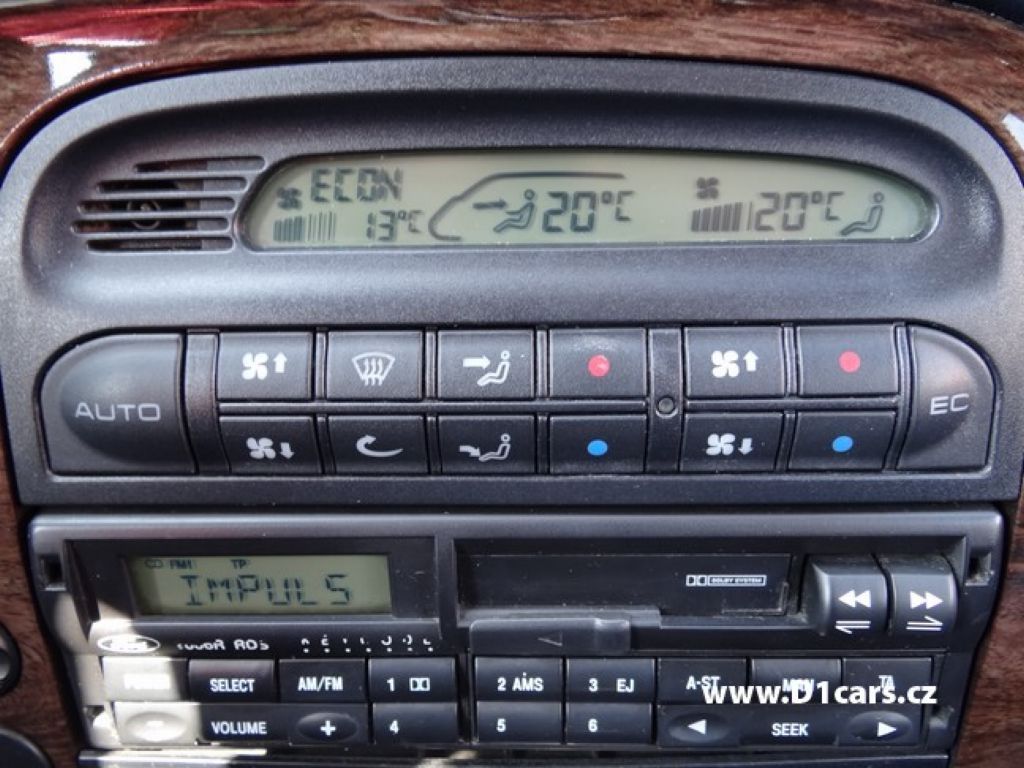 ECON
13°C
20°C
20°C
AUTO
EC
CD FM1 TP
IMPULS
DOLBY SYSTEM
SELECT AM/FM 1 2 AMS 3 EJ A-ST TA
www.D1cars.cz
VOLUME + 4 5 6 SEEK